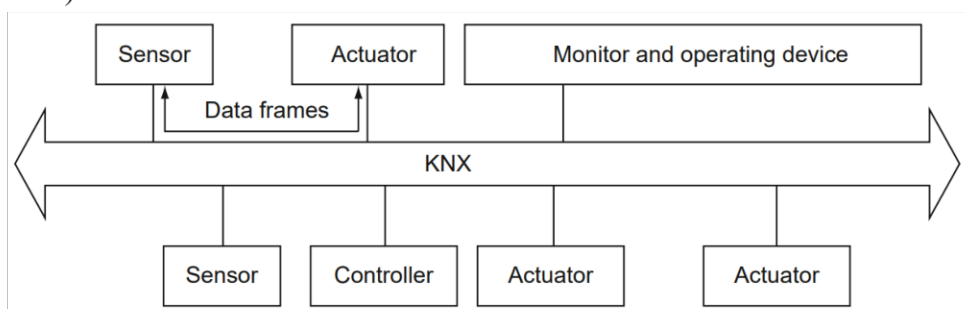 Sensor
Actuator
Monitor and operating device
Data frames
KNX
Sensor
Controller
Actuator
Actuator